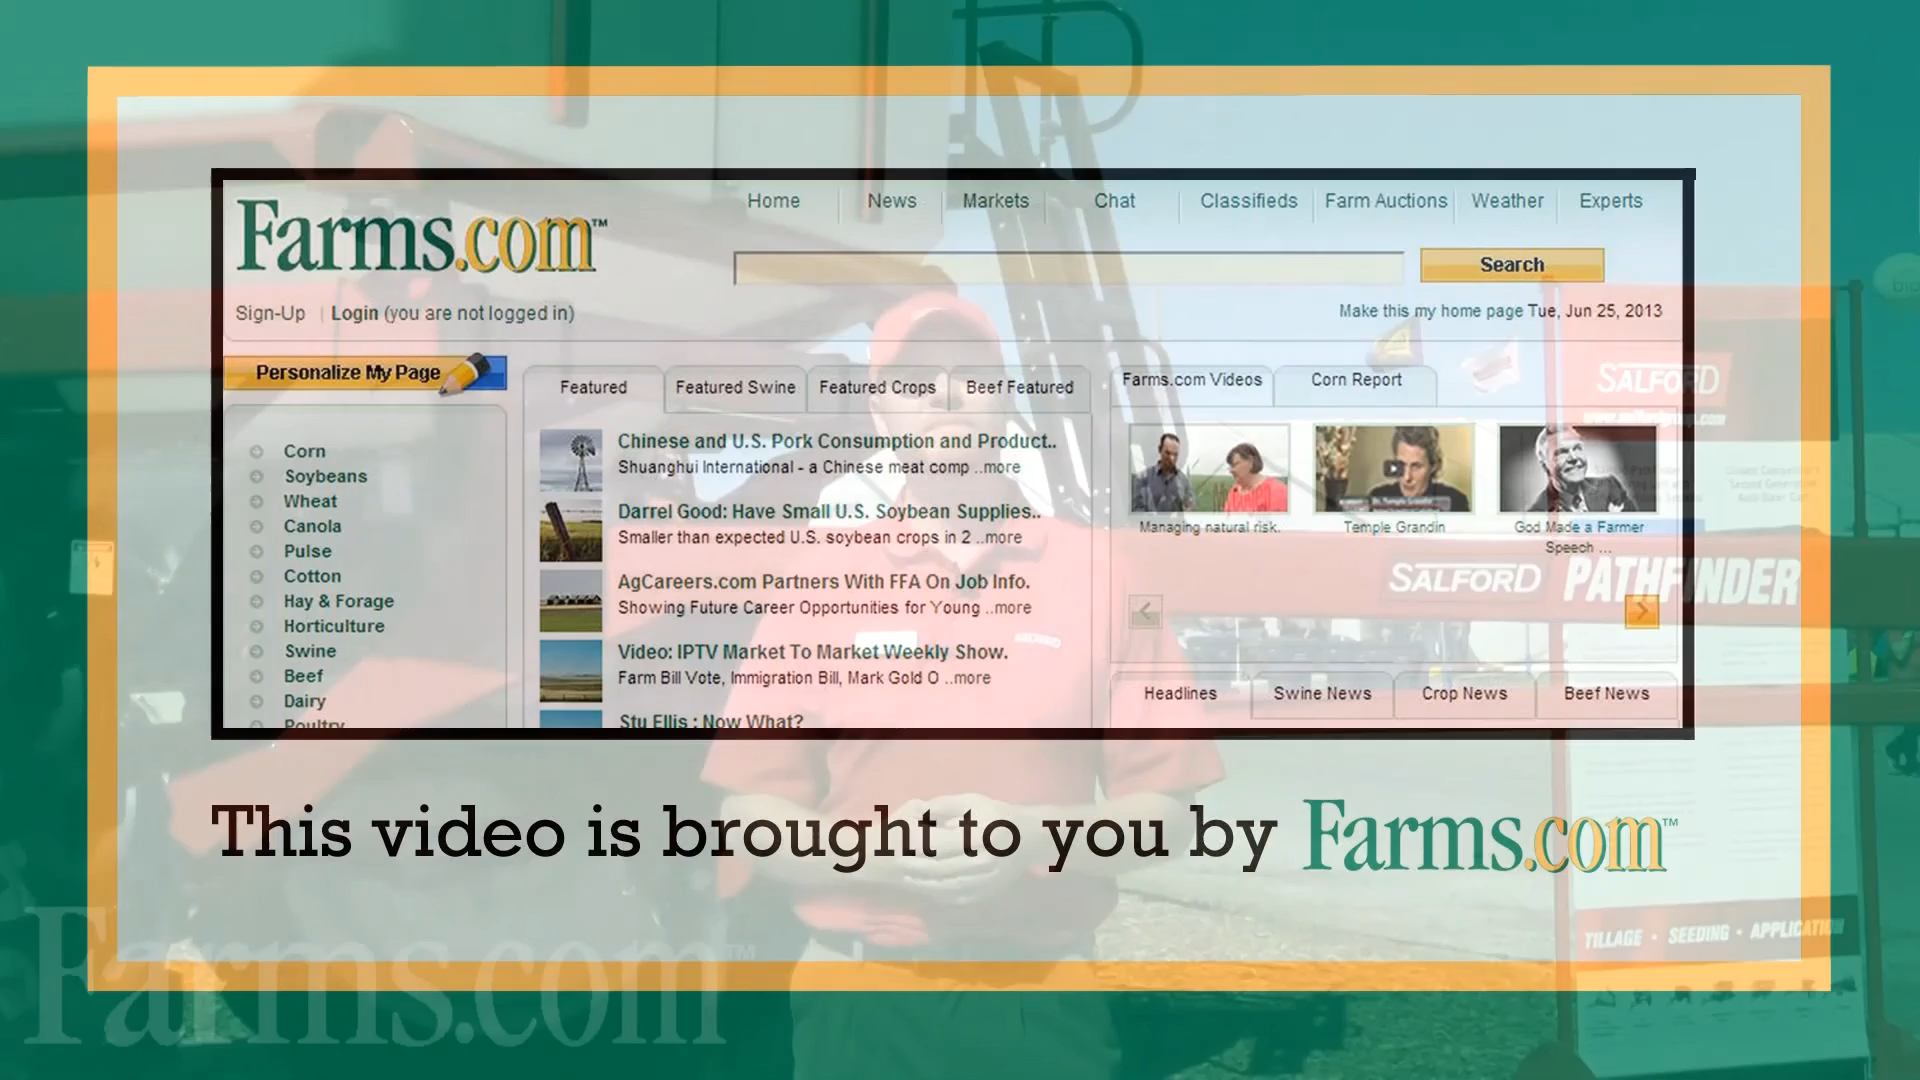 Farms.com™
Home
News
Markets
Chat
Classifieds
Farm Auctions
Weather
Experts
Search
Sign-Up | Login (you are not logged in)
Make this my home page Tue, Jun 25, 2013
Personalize My Page
Corn
Soybeans
Wheat
Canola
Pulse
Cotton
Hay & Forage
Horticulture
Swine
Beef
Dairy
Poultry
Featured
Featured Swine
Featured Crops
Beef Featured
Chinese and U.S. Pork Consumption and Product..
Shuanghui International - a Chinese meat comp ..more
Darrel Good: Have Small U.S. Soybean Supplies..
Smaller than expected U.S. soybean crops in 2 ..more
AgCareers.com Partners With FFA On Job Info.
Showing Future Career Opportunities for Young ..more
Video: IPTV Market To Market Weekly Show.
Farm Bill Vote, Immigration Bill, Mark Gold O ..more
Stu Ellis : Now What?
Farms.com Videos
Corn Report
Managing natural risk.
Temple Grandin
God Made a Farmer
Speech ...
Headlines
Swine News
Crop News
Beef News
SALFORD
SALFORD PATHFINDER
This video is brought to you by Farms.com™
TILLAGE • SEEDING • APPLICATION
Farms.com™